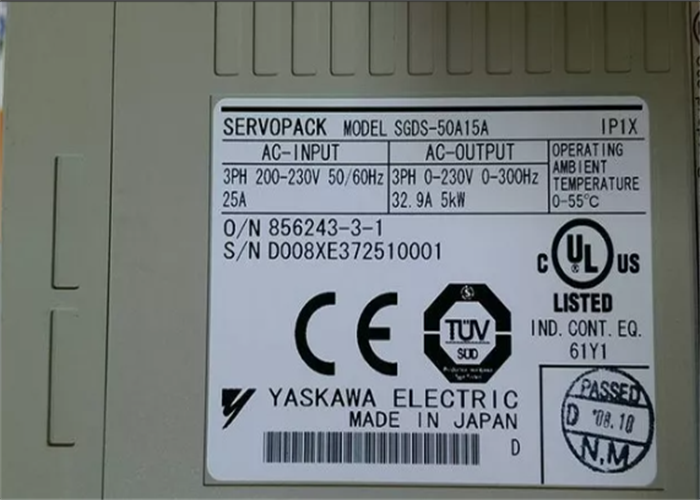 SERVOPACK MODEL SGDS-50A15A IP1X
AC-INPUT
3PH 200-230V 50/60Hz
25A
AC-OUTPUT
3PH 0-230V 0-300Hz
32.9A 5kW
OPERATING
AMBIENT
TEMPERATURE
0-55°C
O/N 856243-3-1
S/N D008XE372510001
CE
TÜV
SÜD
C UL US
LISTED
IND. CONT. EQ.
61Y1
YASKAWA ELECTRIC
MADE IN JAPAN
D
PASSED
D '08.10
N.M